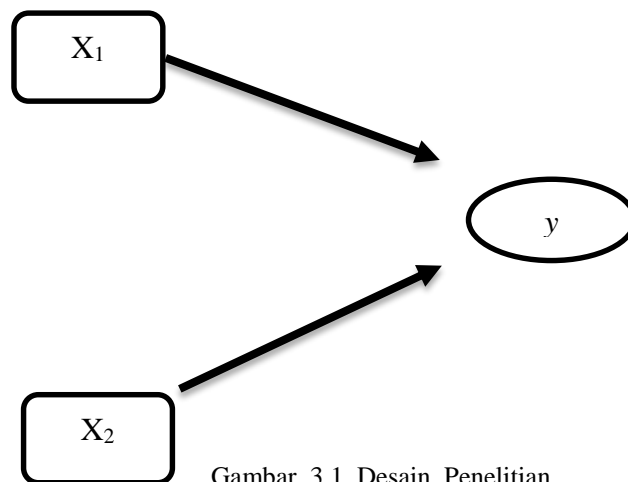 X₁
y
X₂
Gambar 3.1 Desain Penelitian